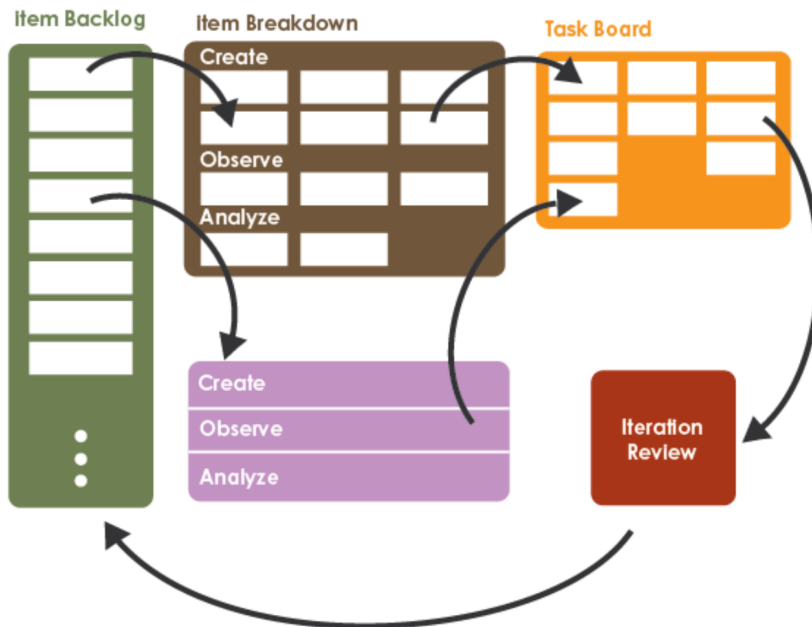 Item Backlog
Item Breakdown
Task Board
Create
Observe
Analyze
Create
Observe
Analyze
Iteration
Review